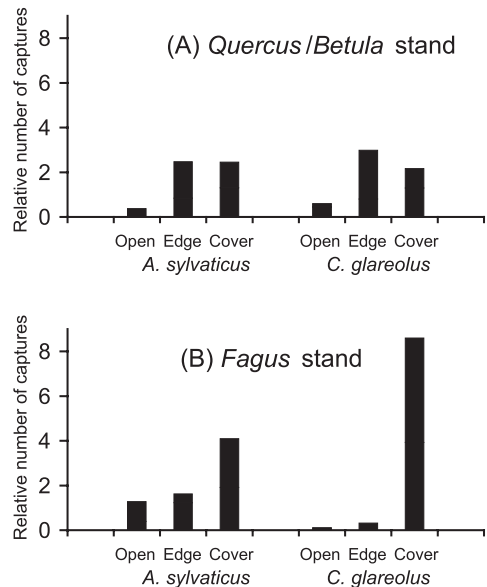 (A) Quercus/Betula stand
Relative number of captures
8
6
4
2
0
Open Edge Cover Open Edge Cover
A. sylvaticus C. glareolus
(B) Fagus stand
Relative number of captures
8
6
4
2
0
Open Edge Cover Open Edge Cover
A. sylvaticus C. glareolus